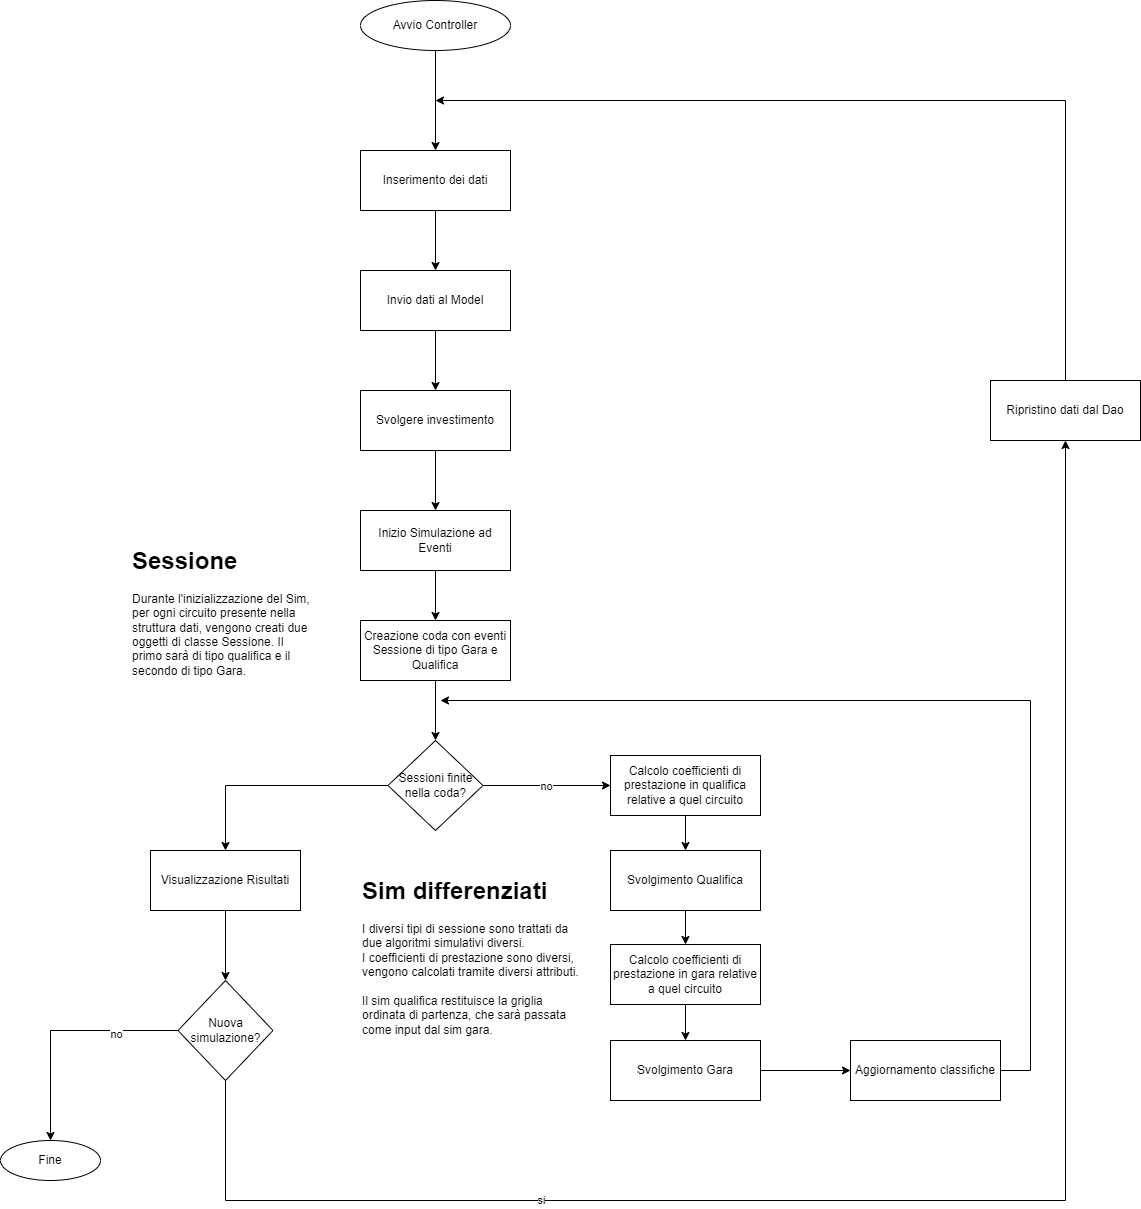 Avvio Controller
Inserimento dei dati
Invio dati al Model
Ripristino dati dal Dao
Svolgere investimento
Inizio Simulazione ad
Eventi
Sessione
Durante l'inizializzazione del Sim,
per ogni circuito presente nella
struttura dati, vengono creati due
oggetti di classe Sessione. Il
primo sarà di tipo qualifica e il
secondo di tipo Gara.
Creazione coda con eventi
Sessione di tipo Gara e
Qualifica
Sessioni finite
nella coda?
no
Calcolo coefficienti di
prestazione in qualifica
relative a quel circuito
Visualizzazione Risultati
Svolgimento Qualifica
Sim differenziati
I diversi tipi di sessione sono trattati da
due algoritmi simulativi diversi.
I coefficienti di prestazione sono diversi,
vengono calcolati tramite diversi attributi.
Il sim qualifica restituisce la griglia
ordinata di partenza, che sarà passata
come input dal sim gara.
Calcolo coefficienti di
prestazione in gara relative
a quel circuito
Nuova
simulazione?
no
Svolgimento Gara
Aggiornamento classifiche
Fine
si